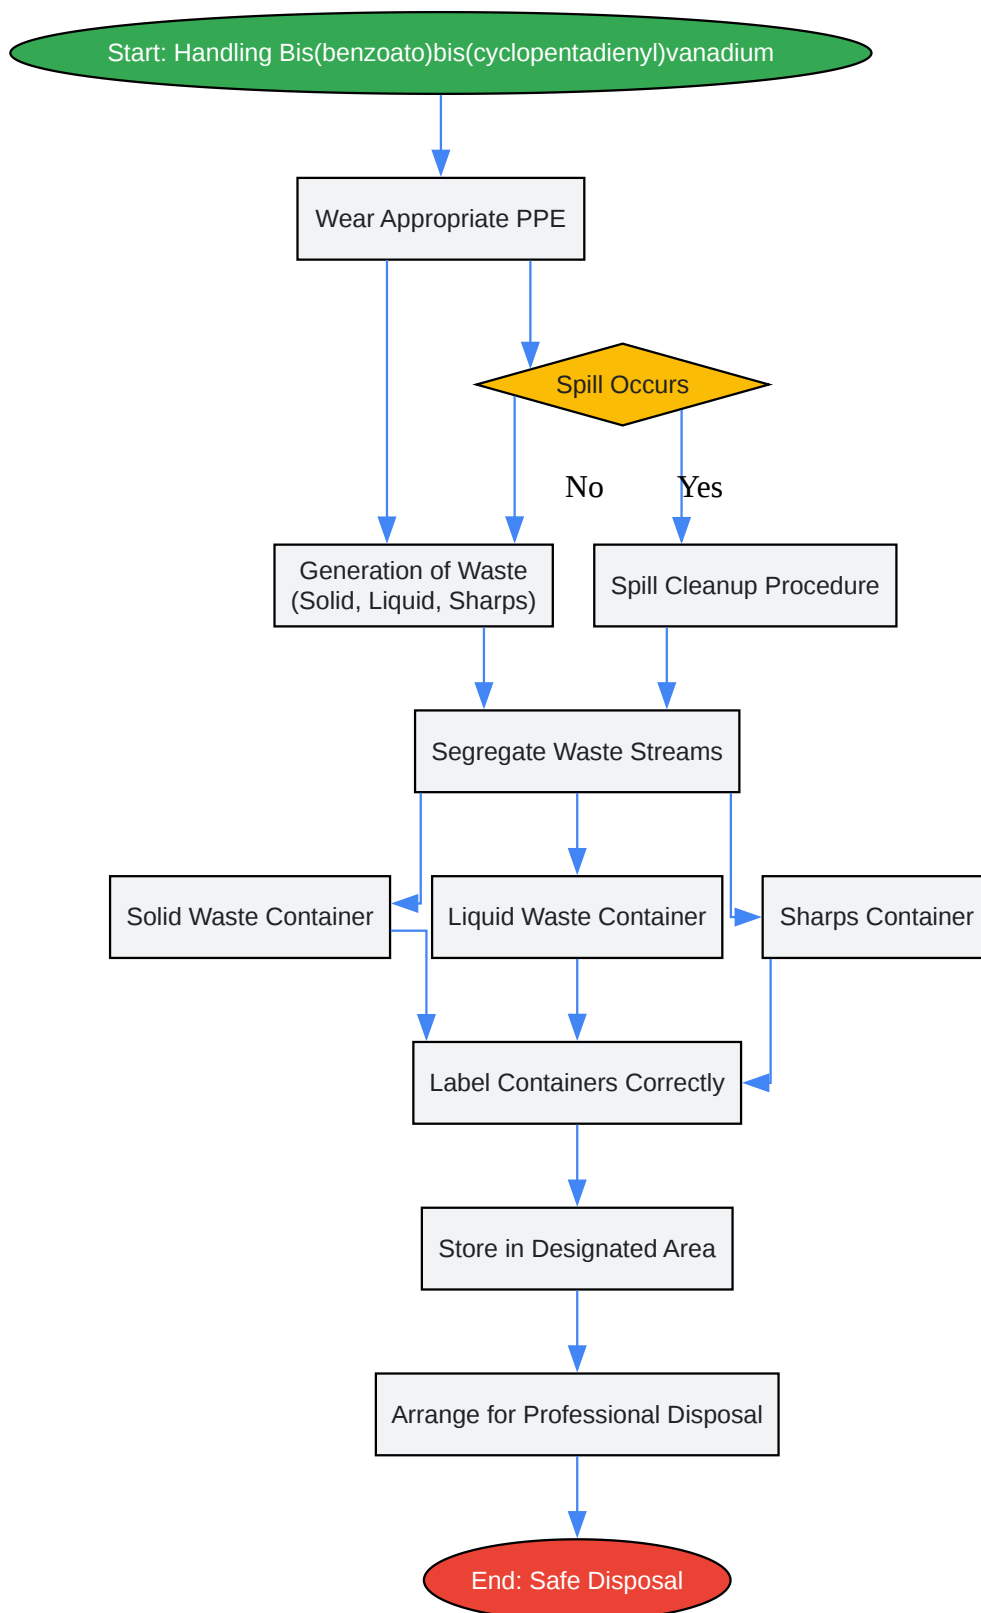 Start: Handling Bis(benzoato)bis(cyclopentadienyl)vanadium
Wear Appropriate PPE
Spill Occurs
No
Yes
Generation of Waste
(Solid, Liquid, Sharps)
Spill Cleanup Procedure
Segregate Waste Streams
Solid Waste Container
Liquid Waste Container
Sharps Container
Label Containers Correctly
Store in Designated Area
Arrange for Professional Disposal
End: Safe Disposal